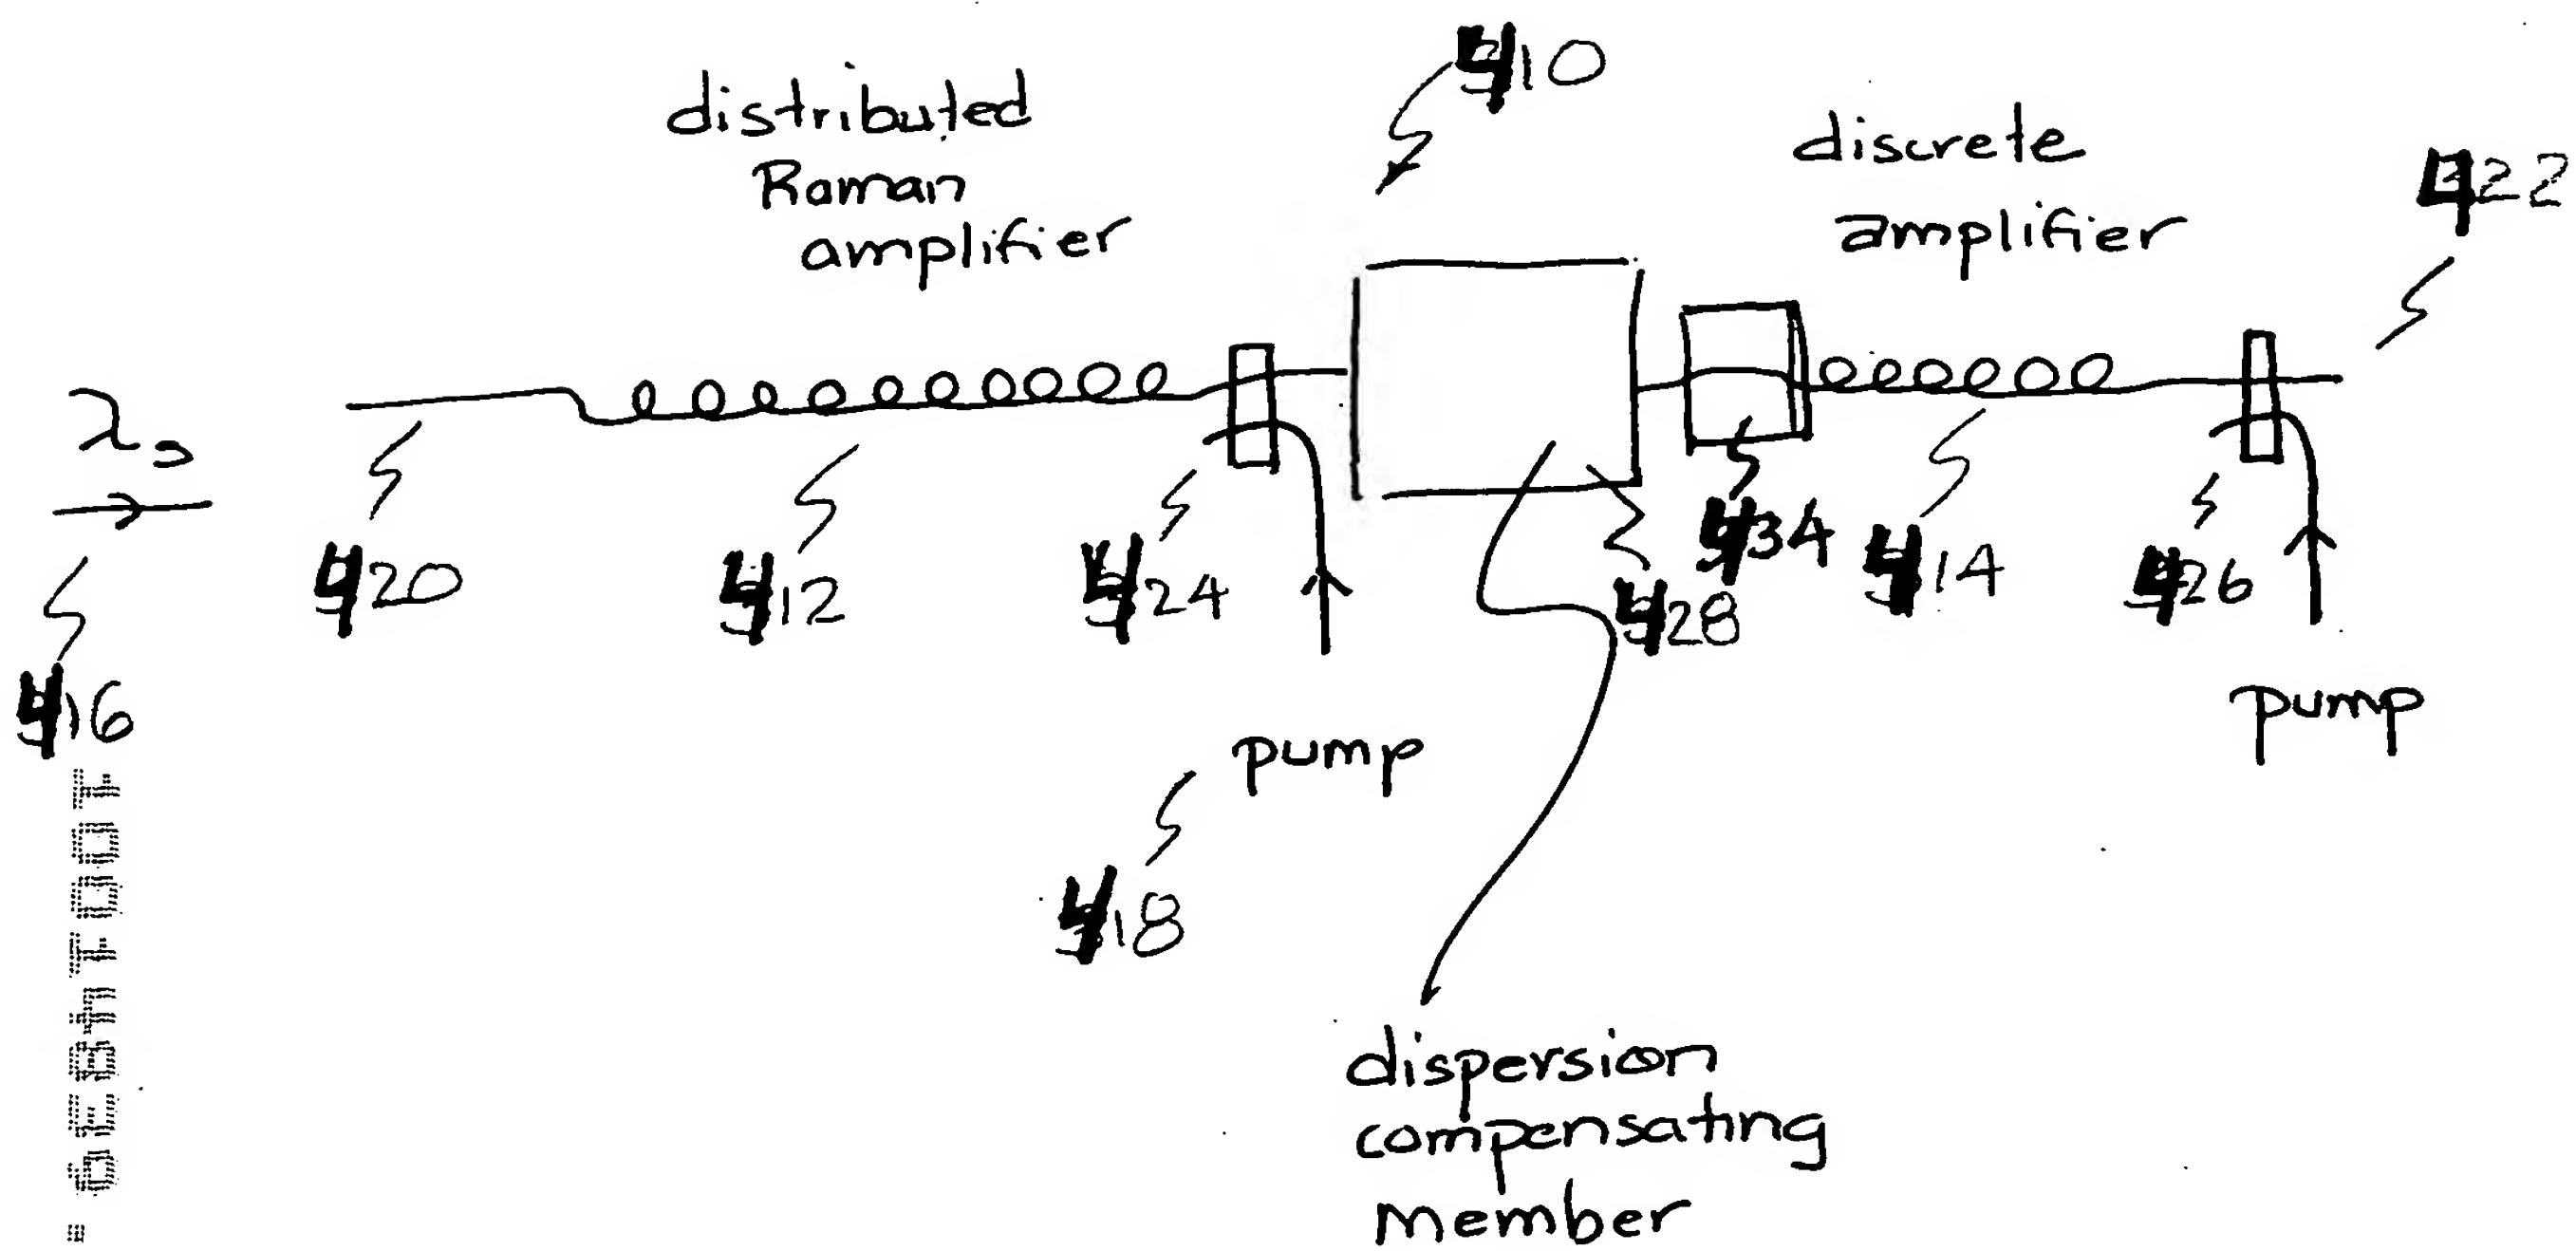 410
distributed
Raman
amplifier
discrete
amplifier
422
λs
420
412
424
428
434
414
426
416
pump
pump
418
dispersion
compensating
member